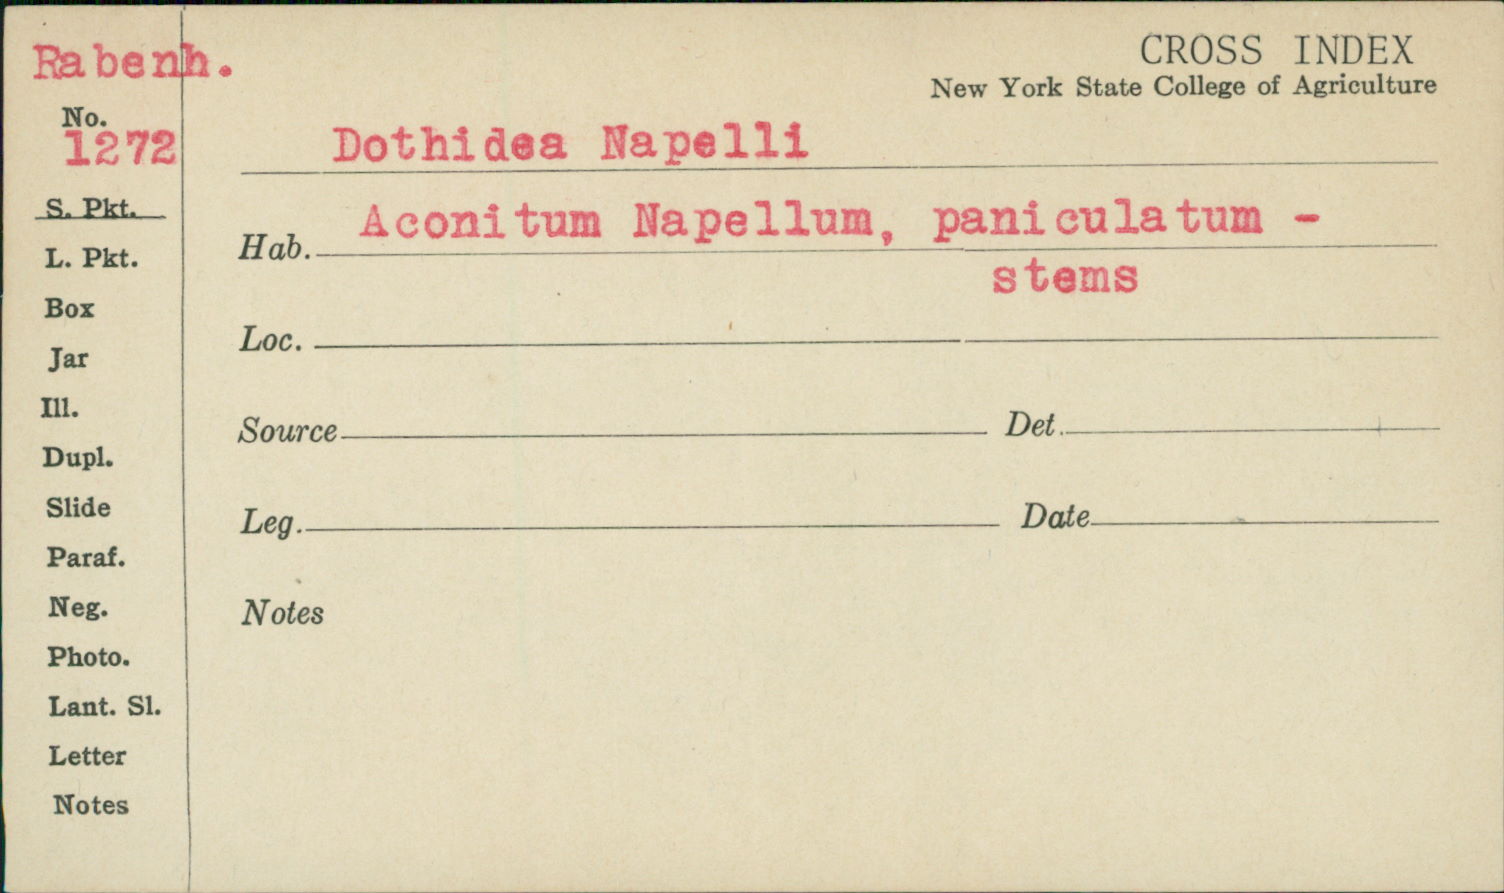 Rabenh.
CROSS INDEX
New York State College of Agriculture
No.
1272
Dothidea Napelli
S. Pkt.
Hab. Aconitum Napellum, paniculatum -
stems
L. Pkt.
Box
Loc.
Jar
Ill.
Source Det.
Dupl.
Slide
Leg. Date
Paraf.
Neg.
Notes
Photo.
Lant. Sl.
Letter
Notes